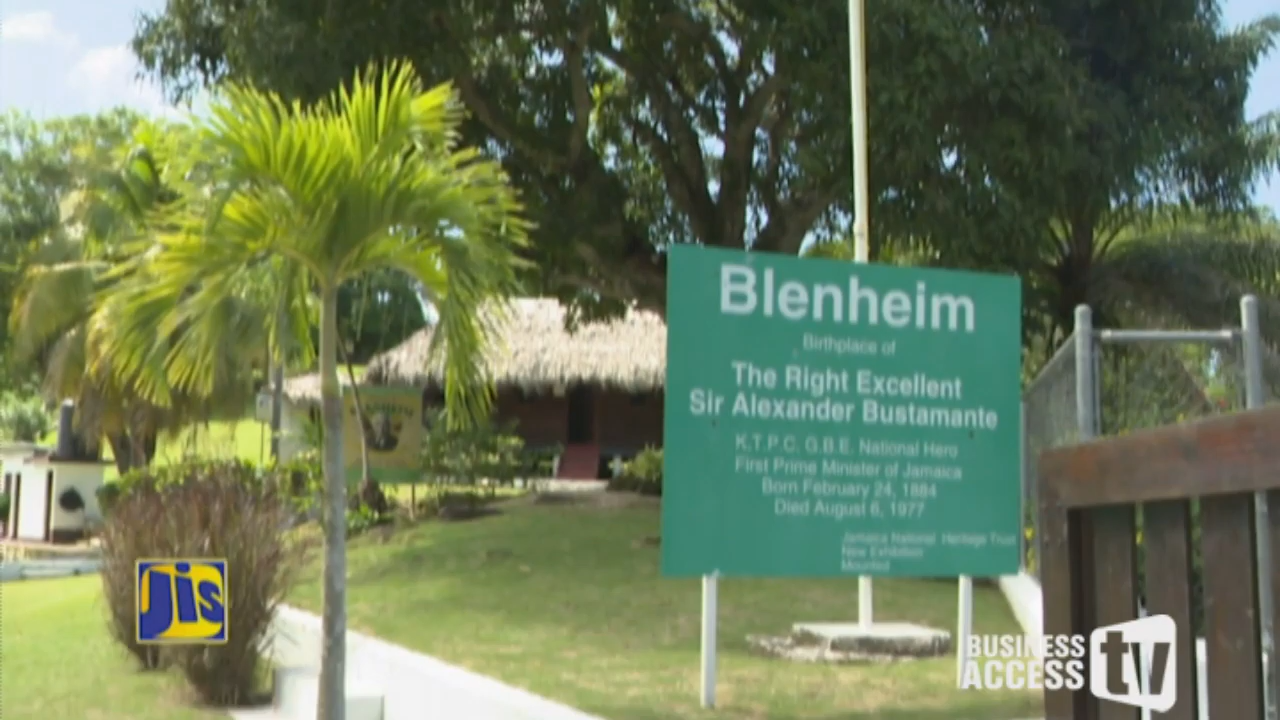 Blenheim
Birthplace of
The Right Excellent
Sir Alexander Bustamante
K.T.P.C. G.B.E. National Hero
First Prime Minister of Jamaica
Born February 24, 1884
Died August 6, 1977
Jamaica National Heritage Trust
New Exhibition
Mounted
Jis
BUSINESS
ACCESS tv